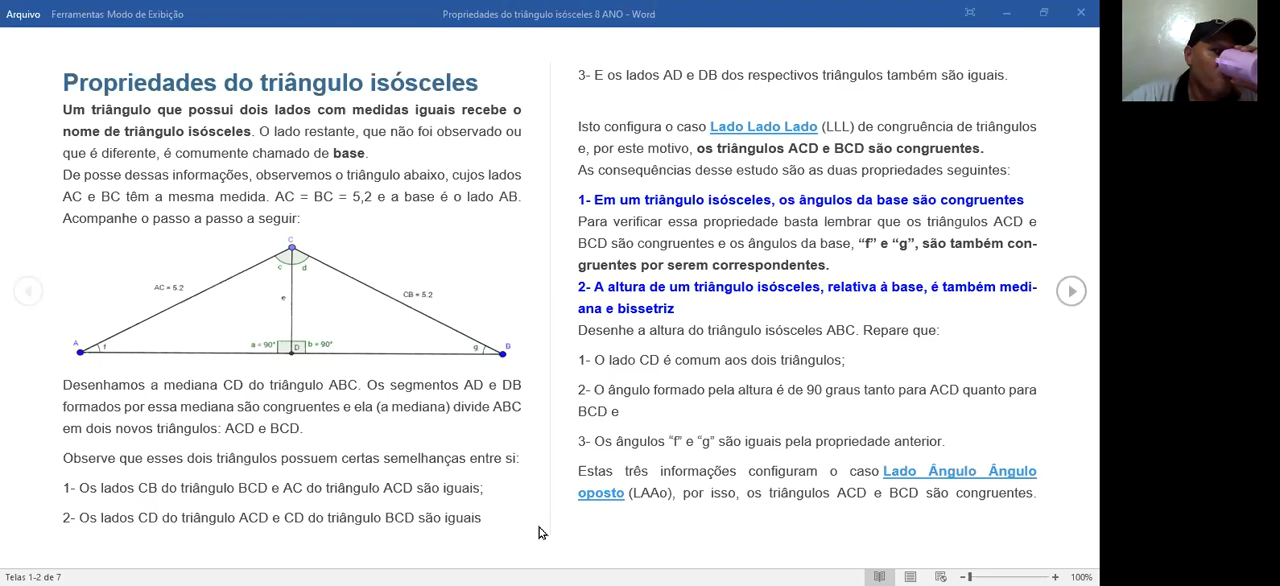 Arquivo Ferramentas Modo de Exibição Propriedades do triângulo isósceles 8 ANO - Word
Propriedades do triângulo isósceles
Um triângulo que possui dois lados com medidas iguais recebe o
nome de triângulo isósceles. O lado restante, que não foi observado ou
que é diferente, é comumente chamado de base.
De posse dessas informações, observemos o triângulo abaixo, cujos lados
AC e BC têm a mesma medida. AC = BC = 5,2 e a base é o lado AB.
Acompanhe o passo a passo a seguir:
C
c d
AC = 5.2
e
CB = 5.2
A
f
a = 90°
D
b = 90°
g
B
Desenhamos a mediana CD do triângulo ABC. Os segmentos AD e DB
formados por essa mediana são congruentes e ela (a mediana) divide ABC
em dois novos triângulos: ACD e BCD.
Observe que esses dois triângulos possuem certas semelhanças entre si:
1- Os lados CB do triângulo BCD e AC do triângulo ACD são iguais;
2- Os lados CD do triângulo ACD e CD do triângulo BCD são iguais
3- E os lados AD e DB dos respectivos triângulos também são iguais.
Isto configura o caso Lado Lado Lado (LLL) de congruência de triângulos
e, por este motivo, os triângulos ACD e BCD são congruentes.
As consequências desse estudo são as duas propriedades seguintes:
1- Em um triângulo isósceles, os ângulos da base são congruentes
Para verificar essa propriedade basta lembrar que os triângulos ACD e
BCD são congruentes e os ângulos da base, “f” e “g”, são também con-
gruentes por serem correspondentes.
2- A altura de um triângulo isósceles, relativa à base, é também medi-
ana e bissetriz
Desenhe a altura do triângulo isósceles ABC. Repare que:
1- O lado CD é comum aos dois triângulos;
2- O ângulo formado pela altura é de 90 graus tanto para ACD quanto para
BCD e
3- Os ângulos “f” e “g” são iguais pela propriedade anterior.
Estas três informações configuram o caso Lado Ângulo Ângulo
oposto (LAAo), por isso, os triângulos ACD e BCD são congruentes.
Telas 1-2 de 7 100%